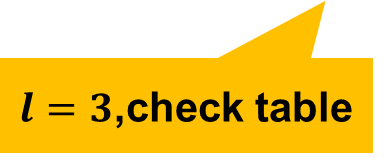 l = 3,check table